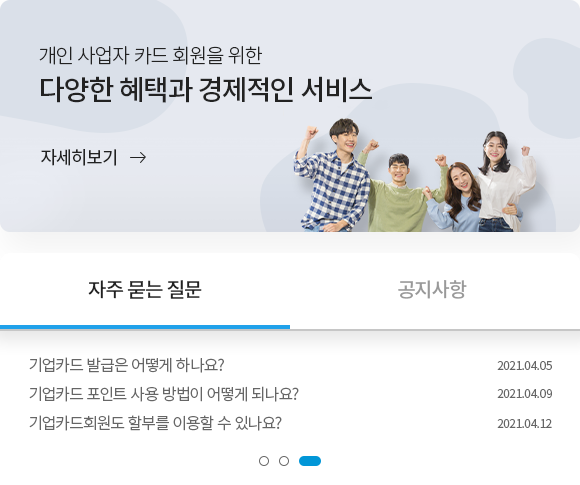 개인 사업자 카드 회원을 위한
다양한 혜택과 경제적인 서비스
자세히보기 →
자주 묻는 질문
공지사항
기업카드 발급은 어떻게 하나요? 2021.04.05
기업카드 포인트 사용 방법이 어떻게 되나요? 2021.04.09
기업카드회원도 할부를 이용할 수 있나요? 2021.04.12